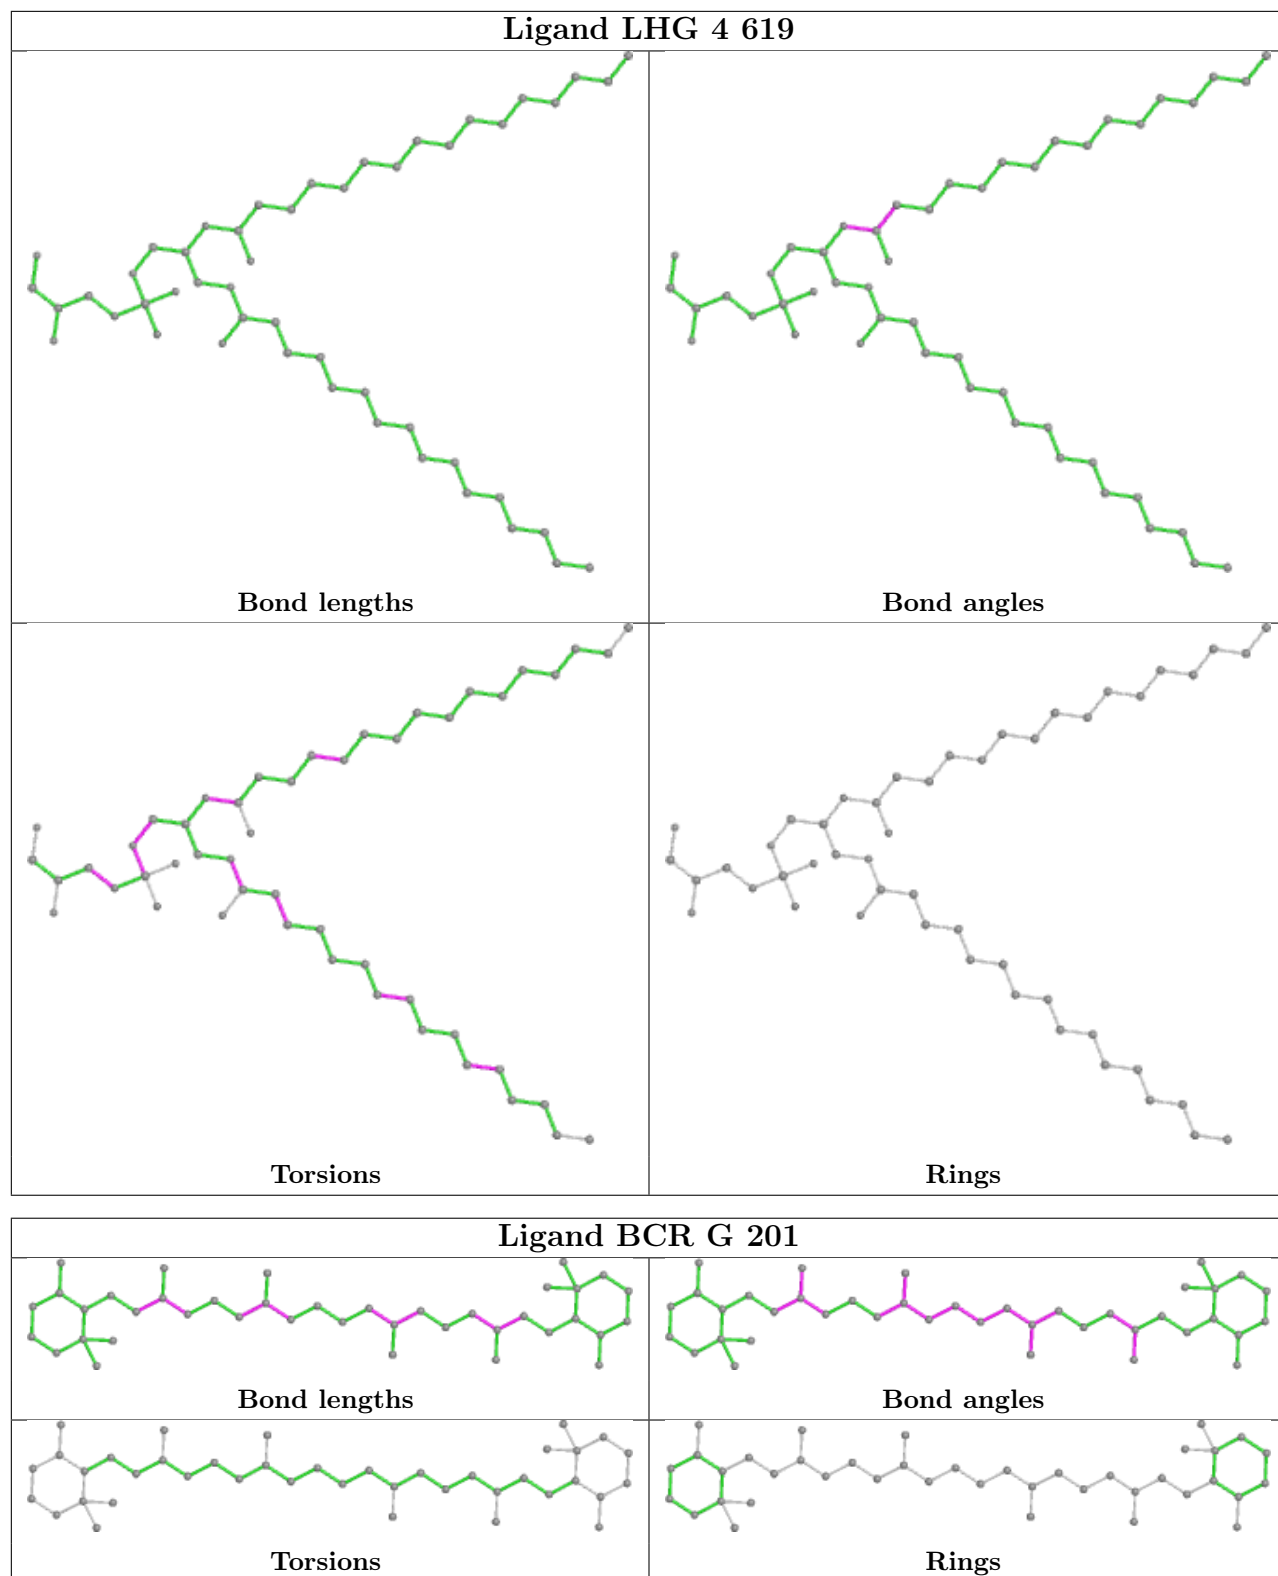 Ligand LHG 4 619
Bond lengths
Bond angles
Torsions
Rings
Ligand BCR G 201
Bond lengths
Bond angles
Torsions
Rings